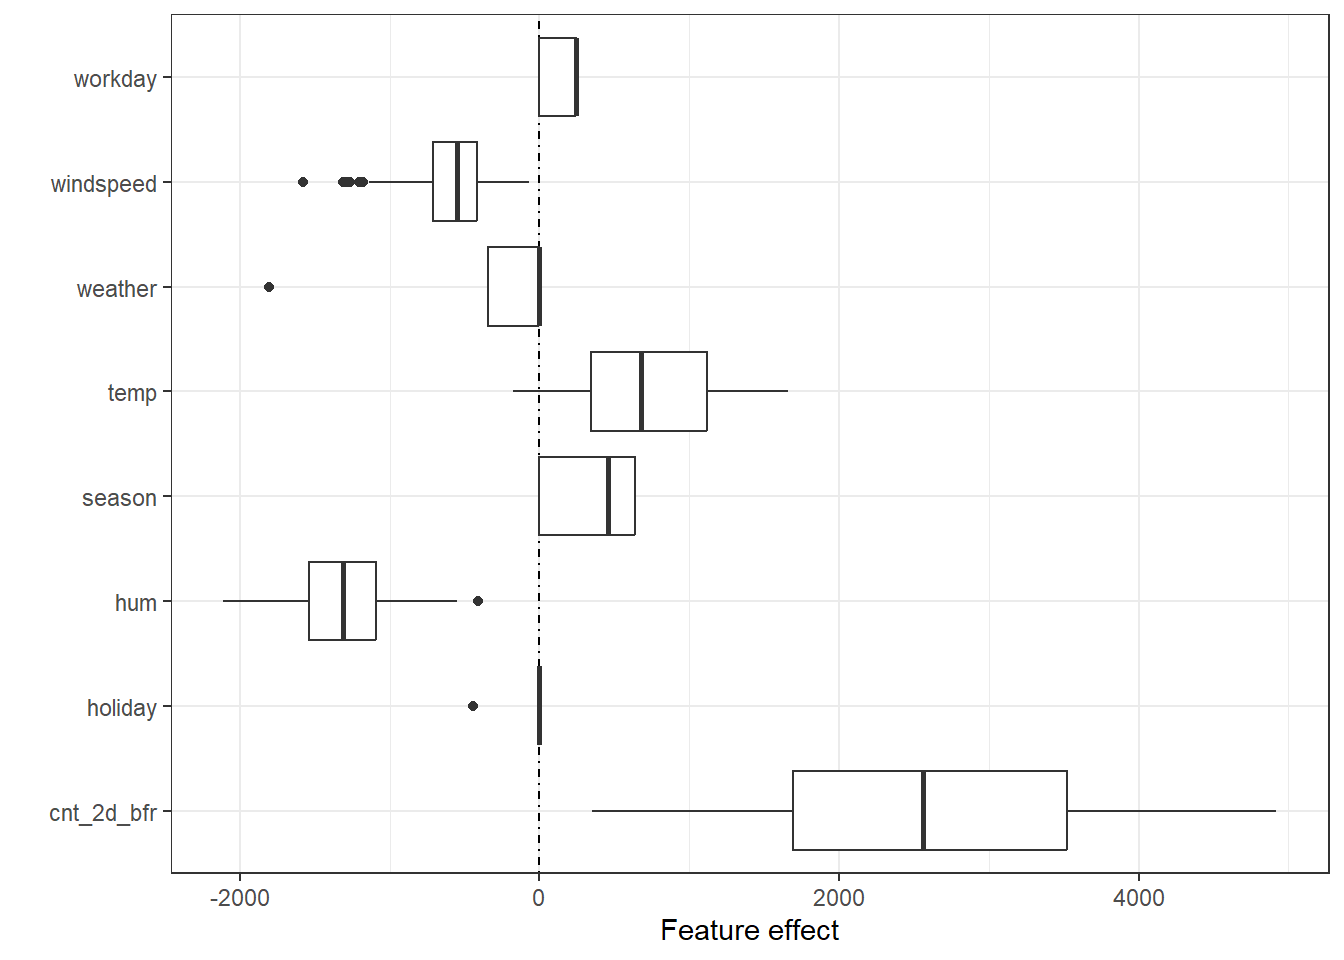 workday
windspeed
weather
temp
season
hum
holiday
cnt_2d_bfr
-2000 0 2000 4000
Feature effect